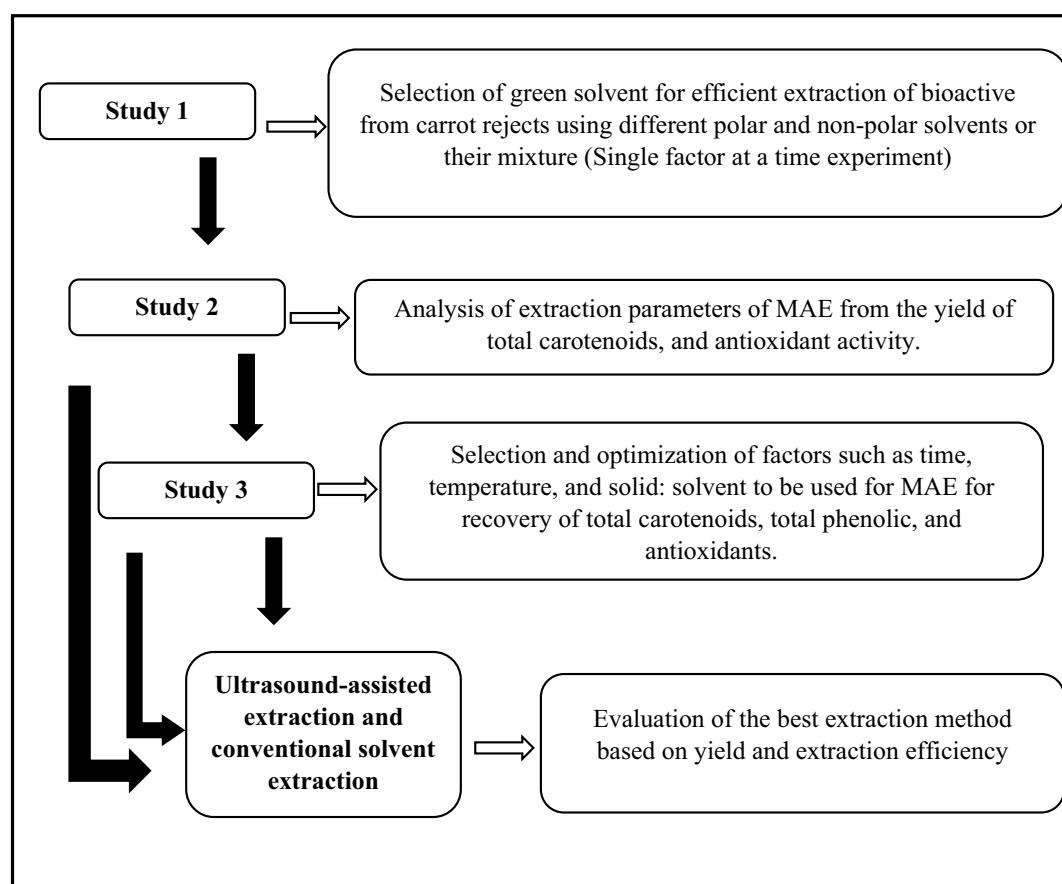 Study 1
Selection of green solvent for efficient extraction of bioactive
from carrot rejects using different polar and non-polar solvents or
their mixture (Single factor at a time experiment)
Study 2
Analysis of extraction parameters of MAE from the yield of
total carotenoids, and antioxidant activity.
Study 3
Selection and optimization of factors such as time,
temperature, and solid: solvent to be used for MAE for
recovery of total carotenoids, total phenolic, and
antioxidants.
Ultrasound-assisted
extraction and
conventional solvent
extraction
Evaluation of the best extraction method
based on yield and extraction efficiency